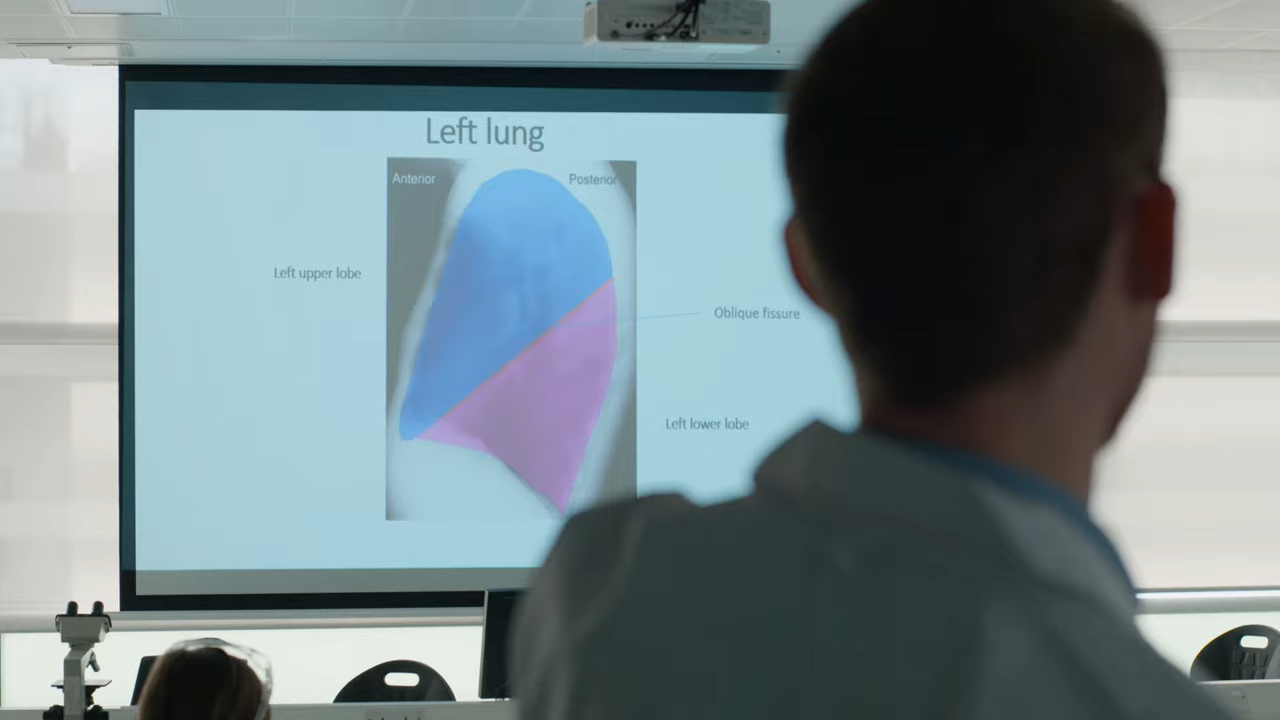 Left lung
Anterior
Posterior
Left upper lobe
Oblique fissure
Left lower lobe